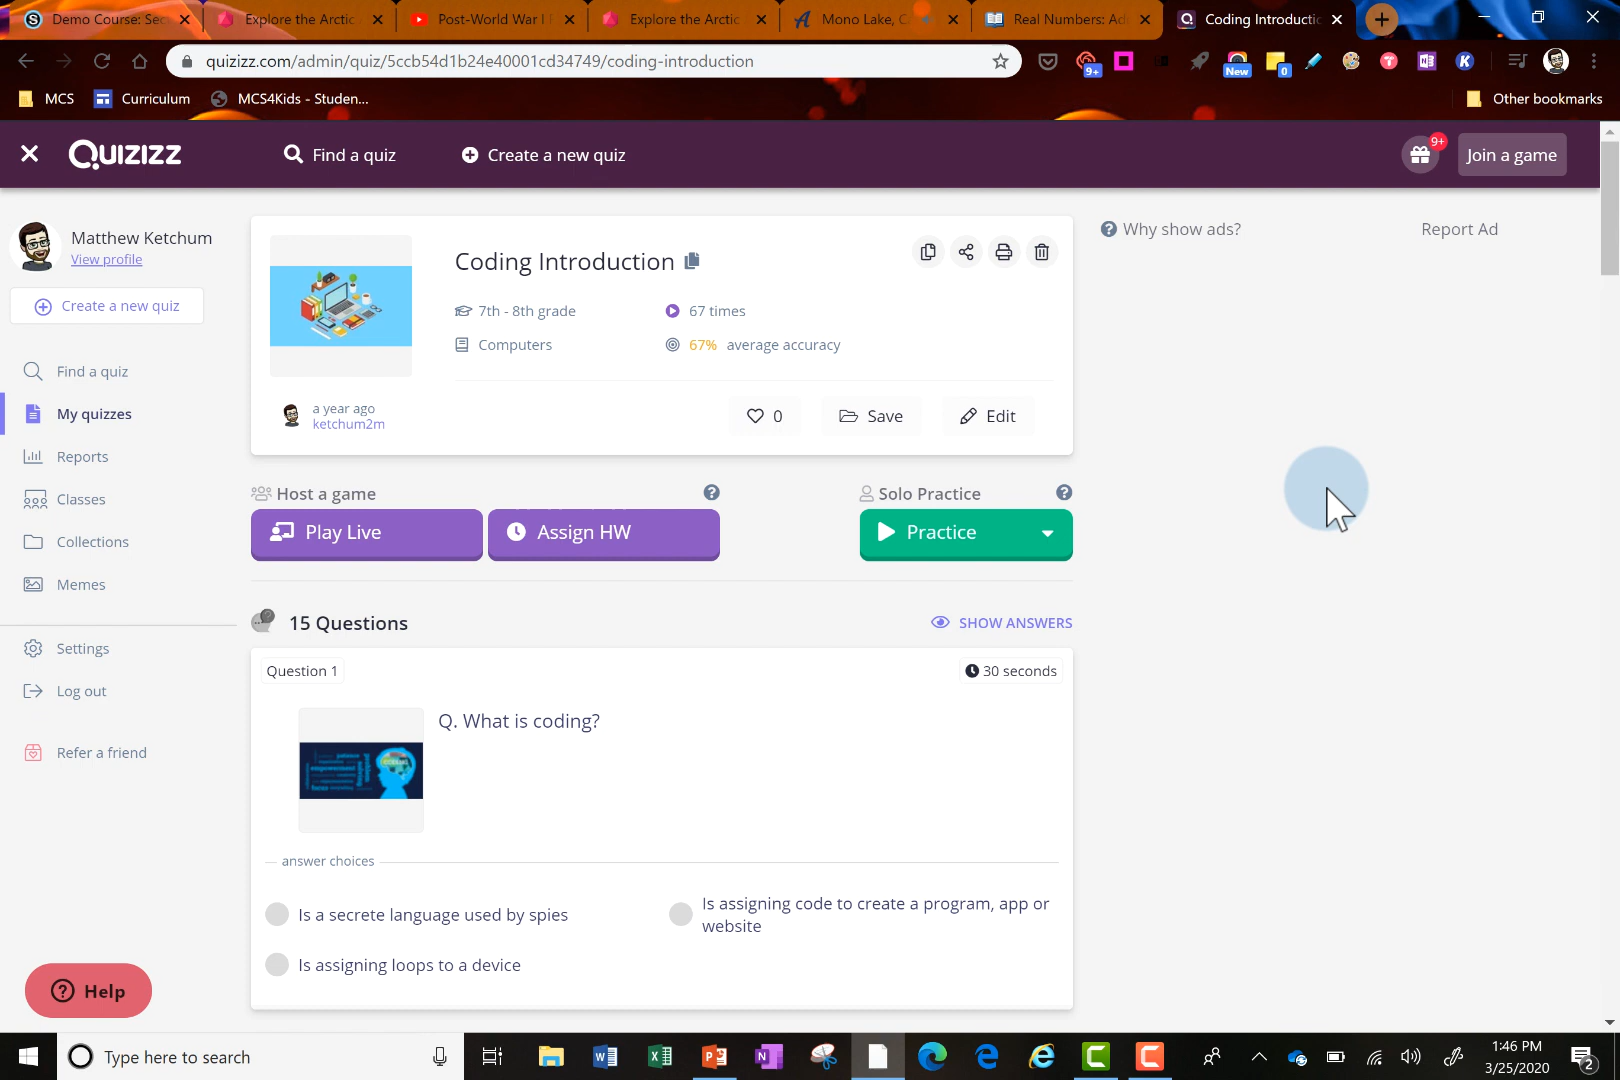 Demo Course: Sec
Explore the Arctic
Post-World War I
Explore the Arctic
Mono Lake, C
Real Numbers: Ad
Coding Introductic
quizizz.com/admin/quiz/5ccb54d1b24e40001cd34749/coding-introduction
9+
New
0
MCS
Curriculum
MCS4Kids - Studen...
Other bookmarks
Quizizz
Find a quiz
Create a new quiz
9+
Join a game
Matthew Ketchum
View profile
Create a new quiz
Find a quiz
My quizzes
Reports
Classes
Collections
Memes
Settings
Log out
Refer a friend
Help
Coding Introduction
7th - 8th grade
67 times
Computers
67% average accuracy
a year ago
ketchum2m
0
Save
Edit
Why show ads?
Report Ad
Host a game
Solo Practice
Play Live
Assign HW
Practice
15 Questions
SHOW ANSWERS
Question 1
30 seconds
Q. What is coding?
answer choices
Is a secrete language used by spies
Is assigning code to create a program, app or
website
Is assigning loops to a device
Type here to search
1:46 PM
3/25/2020
2